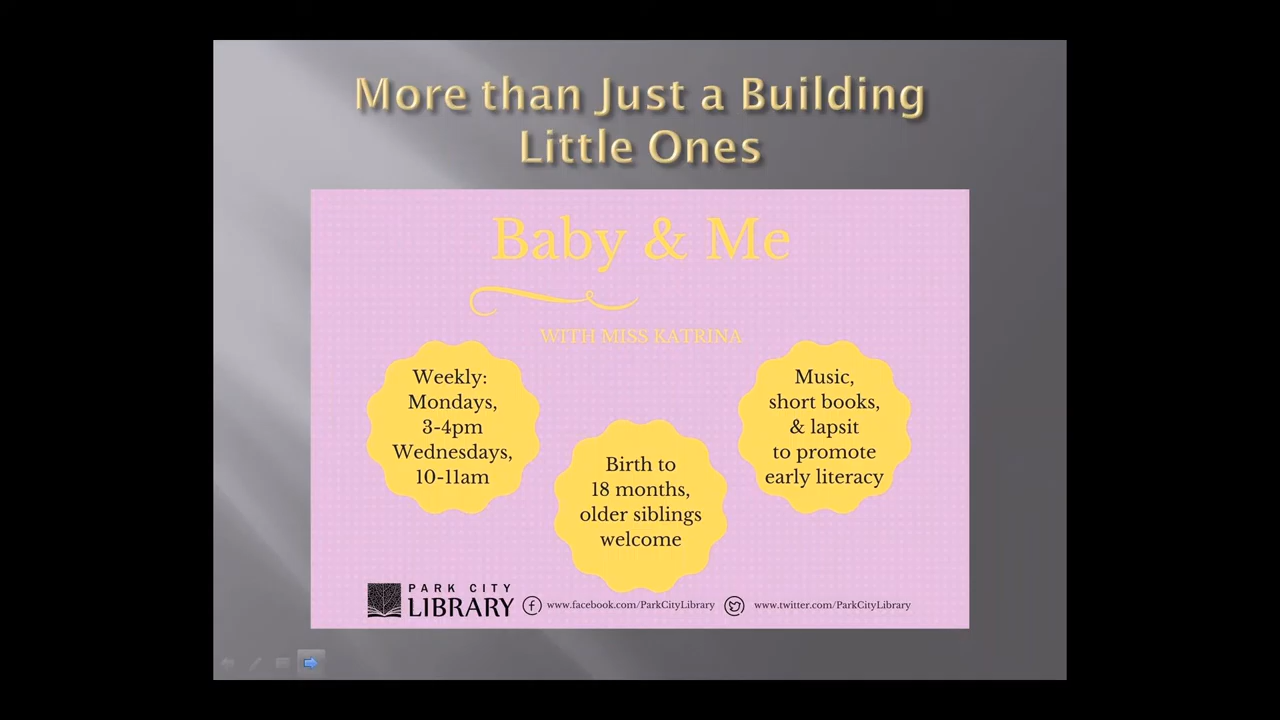 More than Just a Building
Little Ones
Baby & Me
WITH MISS KATRINA
Weekly:
Mondays,
3-4pm
Wednesdays,
10-11am
Birth to
18 months,
older siblings
welcome
Music,
short books,
& lapsit
to promote
early literacy
PARK CITY
LIBRARY
www.facebook.com/ParkCityLibrary
www.twitter.com/ParkCityLibrary